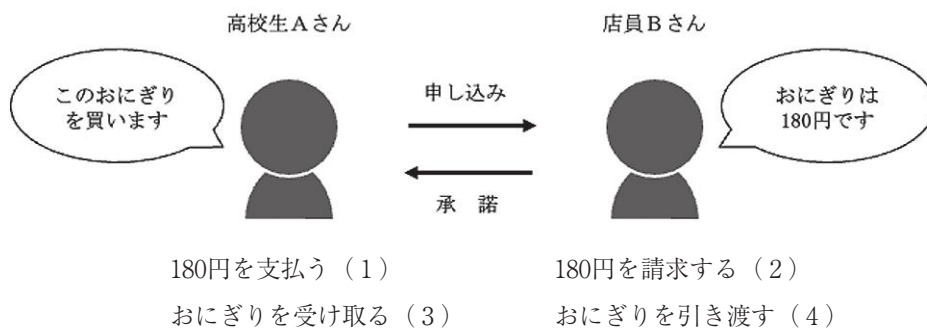 高校生Aさん
店員Bさん
このおにぎり
を買います
申し込み
おにぎりは
180円です
承 諾
180円を支払う（1）
180円を請求する（2）
おにぎりを受け取る（3）
おにぎりを引き渡す（4）